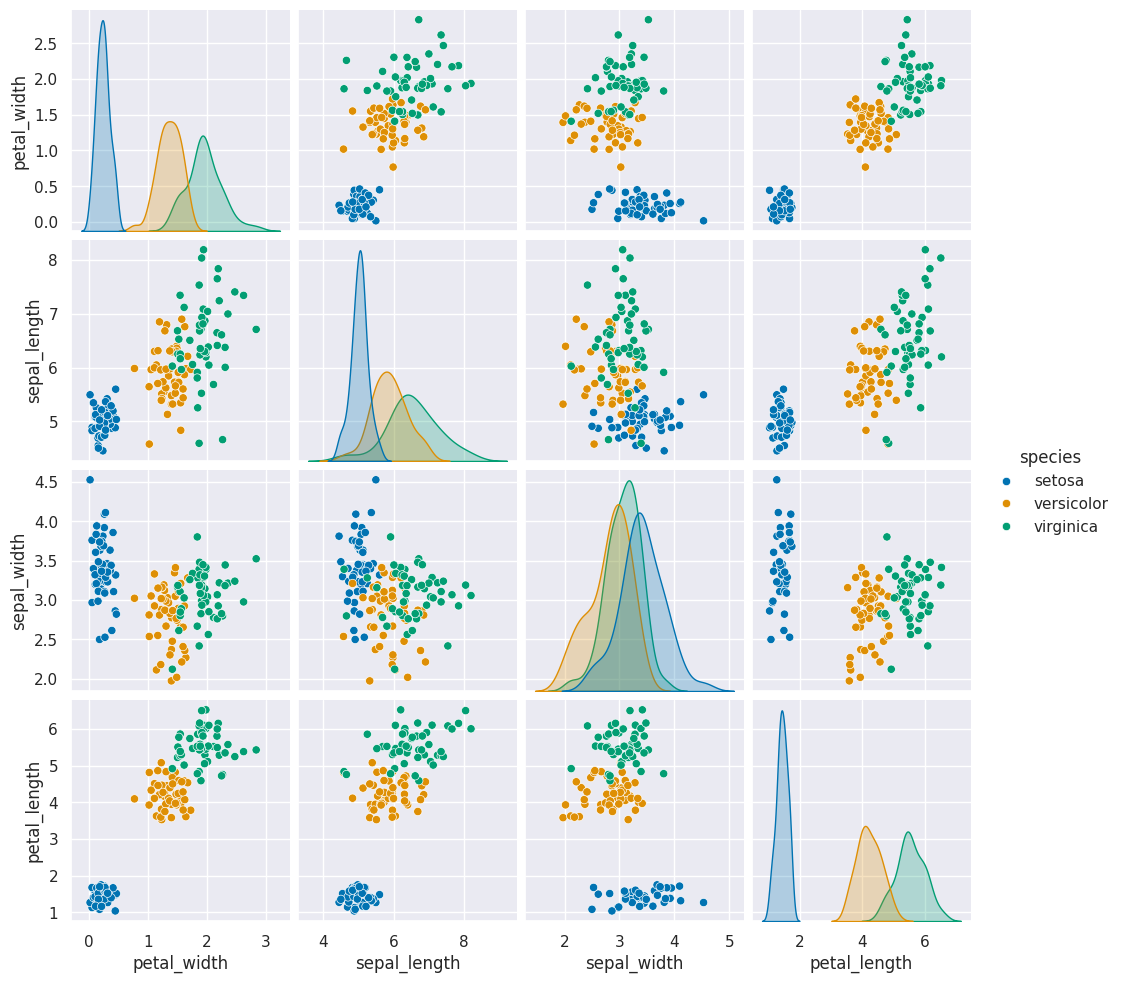 petal_width
2.5
2.0
1.5
1.0
0.5
0.0
sepal_length
8
7
6
5
sepal_width
4.5
4.0
3.5
3.0
2.5
2.0
petal_length
6
5
4
3
2
1
0 1 2 3
petal_width
4 6 8
sepal_length
2 3 4 5
sepal_width
2 4 6
petal_length
species
setosa
versicolor
virginica